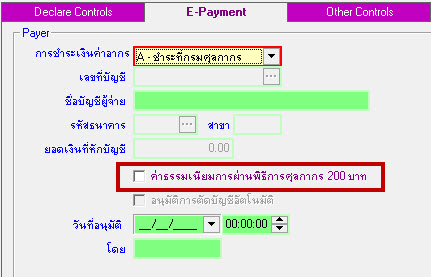 Declare Controls E-Payment Other Controls
Payer
การชำระเงินค่าอากร A - ชำระที่กรมศุลกากร
เลขที่บัญชี ...
ชื่อบัญชีผู้จ่าย
รหัสธนาคาร ... สาขา
ยอดเงินที่หักบัญชี 0.00
ค่าธรรมเนียมการผ่านพิธีการศุลกากร 200 บาท
อนุมัติการตัดบัญชีอัตโนมัติ
วันที่อนุมัติ __/__/____ 00:00:00
โดย